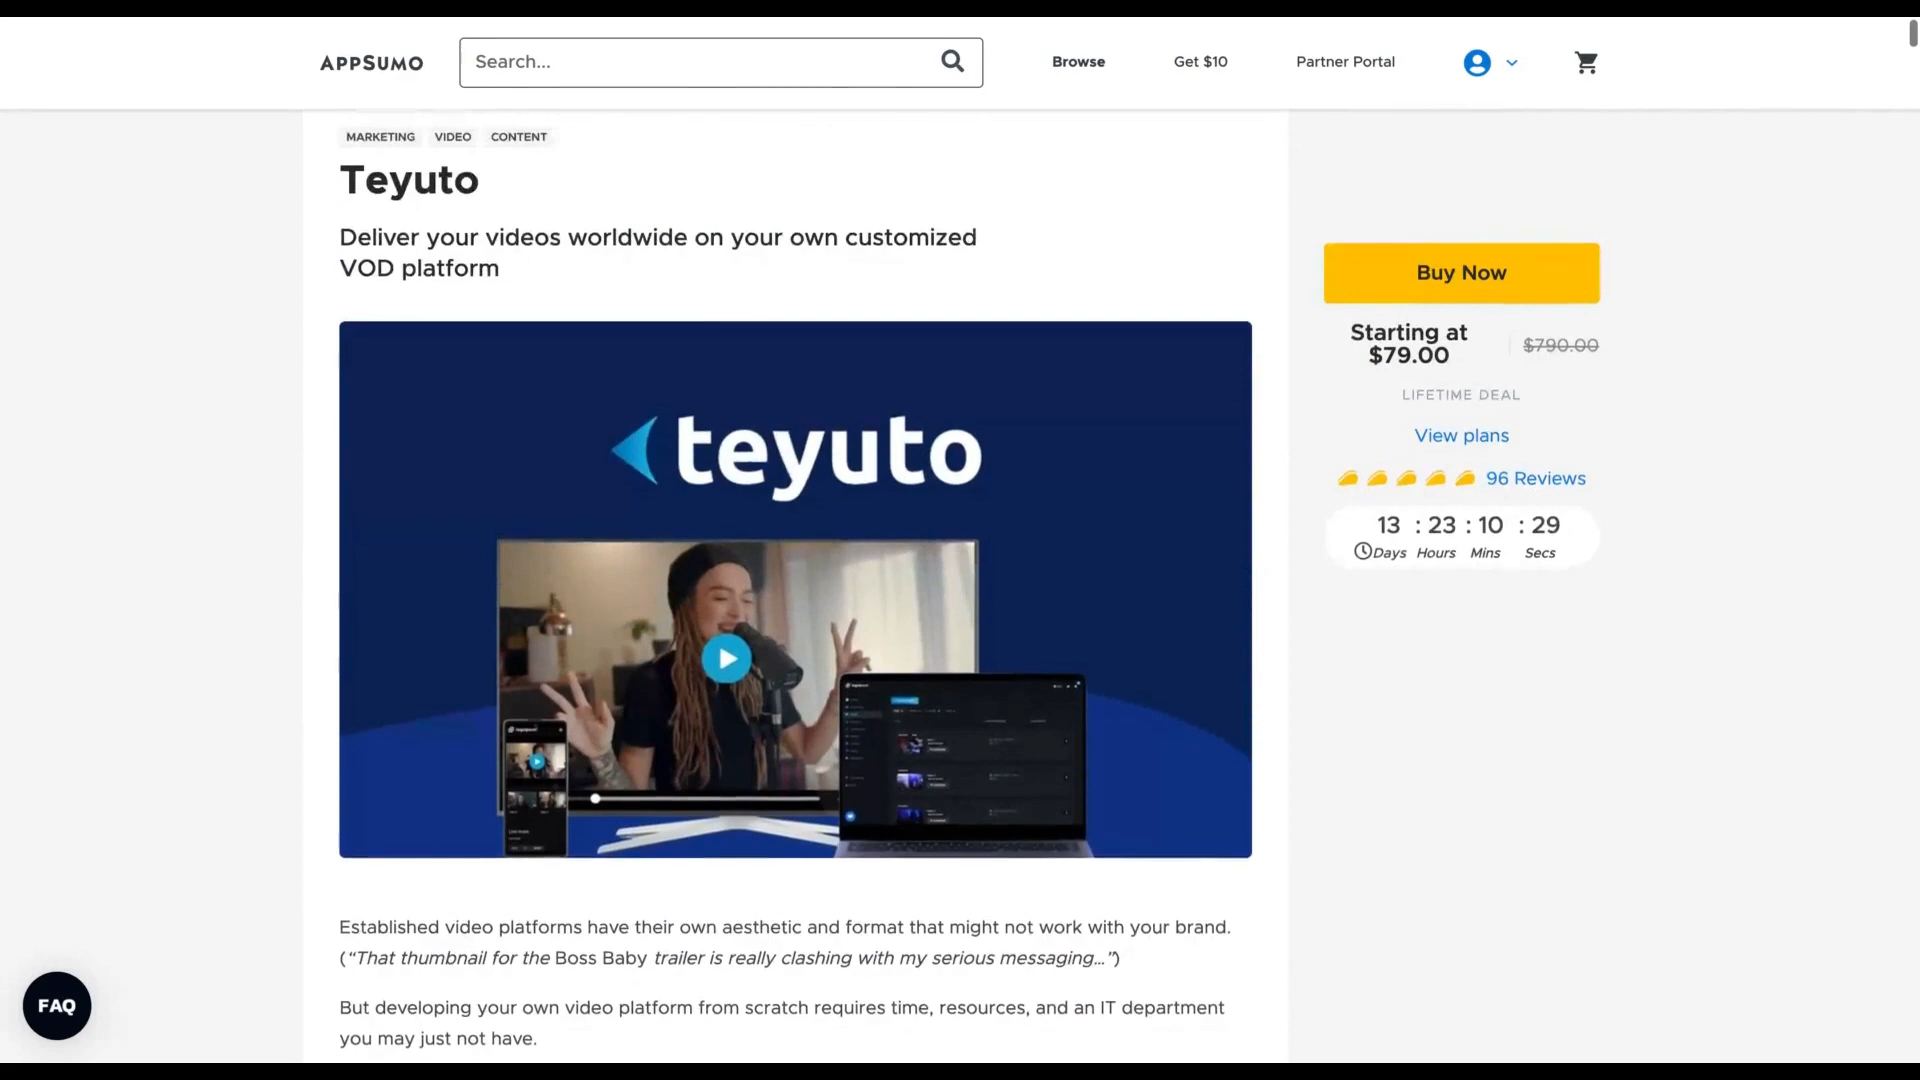 APPSUMO
Search...
Browse
Get $10
Partner Portal
MARKETING VIDEO CONTENT
Teyuto
Deliver your videos worldwide on your own customized
VOD platform
teyuto
Buy Now
Starting at
$79.00
$790.00
LIFETIME DEAL
View plans
96 Reviews
13 : 23 : 10 : 29
Days Hours Mins Secs
Established video platforms have their own aesthetic and format that might not work with your brand.
(“That thumbnail for the Boss Baby trailer is really clashing with my serious messaging...”)
But developing your own video platform from scratch requires time, resources, and an IT department
you may just not have.
FAQ